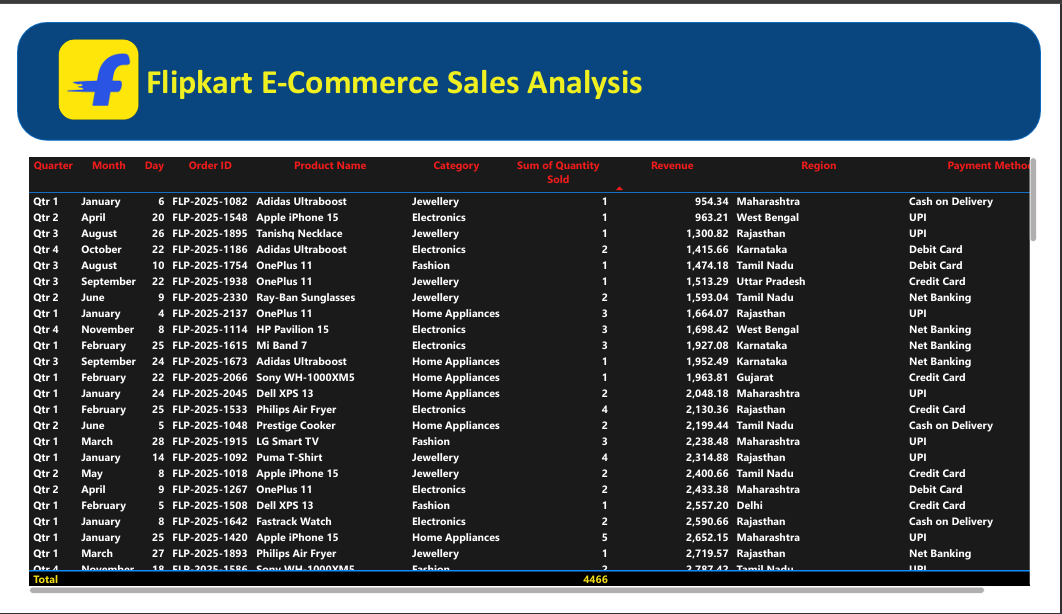 Flipkart E-Commerce Sales Analysis
Quarter Month Day Order ID Product Name Category Sum of Quantity Sold Revenue Region Payment Method
Qtr 1 January 6 FLP-2025-1082 Adidas Ultraboost Jewellery 1 954.34 Maharashtra Cash on Delivery
Qtr 2 April 20 FLP-2025-1548 Apple iPhone 15 Electronics 1 963.21 West Bengal UPI
Qtr 3 August 26 FLP-2025-1895 Tanishq Necklace Jewellery 1 1,300.82 Rajasthan UPI
Qtr 4 October 22 FLP-2025-1186 Adidas Ultraboost Electronics 2 1,415.66 Karnataka Debit Card
Qtr 3 August 10 FLP-2025-1754 OnePlus 11 Fashion 1 1,474.18 Tamil Nadu Debit Card
Qtr 3 September 22 FLP-2025-1938 OnePlus 11 Jewellery 1 1,513.29 Uttar Pradesh Credit Card
Qtr 2 June 9 FLP-2025-2330 Ray-Ban Sunglasses Jewellery 2 1,593.04 Tamil Nadu Net Banking
Qtr 1 January 4 FLP-2025-2137 OnePlus 11 Home Appliances 3 1,664.07 Rajasthan UPI
Qtr 4 November 8 FLP-2025-1114 HP Pavilion 15 Electronics 3 1,698.42 West Bengal Net Banking
Qtr 1 February 25 FLP-2025-1615 Mi Band 7 Electronics 3 1,927.08 Karnataka Net Banking
Qtr 3 September 24 FLP-2025-1673 Adidas Ultraboost Home Appliances 1 1,952.49 Karnataka Net Banking
Qtr 1 February 22 FLP-2025-2066 Sony WH-1000XM5 Home Appliances 1 1,963.81 Gujarat Credit Card
Qtr 1 January 24 FLP-2025-2045 Dell XPS 13 Home Appliances 2 2,048.18 Maharashtra UPI
Qtr 1 February 25 FLP-2025-1533 Philips Air Fryer Electronics 4 2,130.36 Rajasthan Credit Card
Qtr 2 June 5 FLP-2025-1048 Prestige Cooker Home Appliances 2 2,199.44 Tamil Nadu Cash on Delivery
Qtr 1 March 28 FLP-2025-1915 LG Smart TV Fashion 3 2,238.48 Maharashtra UPI
Qtr 1 January 14 FLP-2025-1092 Puma T-Shirt Jewellery 4 2,314.88 Rajasthan UPI
Qtr 2 May 8 FLP-2025-1018 Apple iPhone 15 Jewellery 2 2,400.66 Tamil Nadu Credit Card
Qtr 2 April 9 FLP-2025-1267 OnePlus 11 Electronics 2 2,433.38 Maharashtra Debit Card
Qtr 1 February 5 FLP-2025-1508 Dell XPS 13 Fashion 1 2,557.20 Delhi Credit Card
Qtr 1 January 8 FLP-2025-1642 Fastrack Watch Electronics 2 2,590.66 Rajasthan Cash on Delivery
Qtr 1 January 25 FLP-2025-1420 Apple iPhone 15 Jewellery 5 2,652.15 Maharashtra UPI
Qtr 1 March 27 FLP-2025-1893 Philips Air Fryer Jewellery 1 2,719.57 Rajasthan Net Banking
Qtr 4 November 18 FLP-2025-1586 Sony WH-1000XM5 Fashion 2 2,787.42 Tamil Nadu UPI
Total 4466